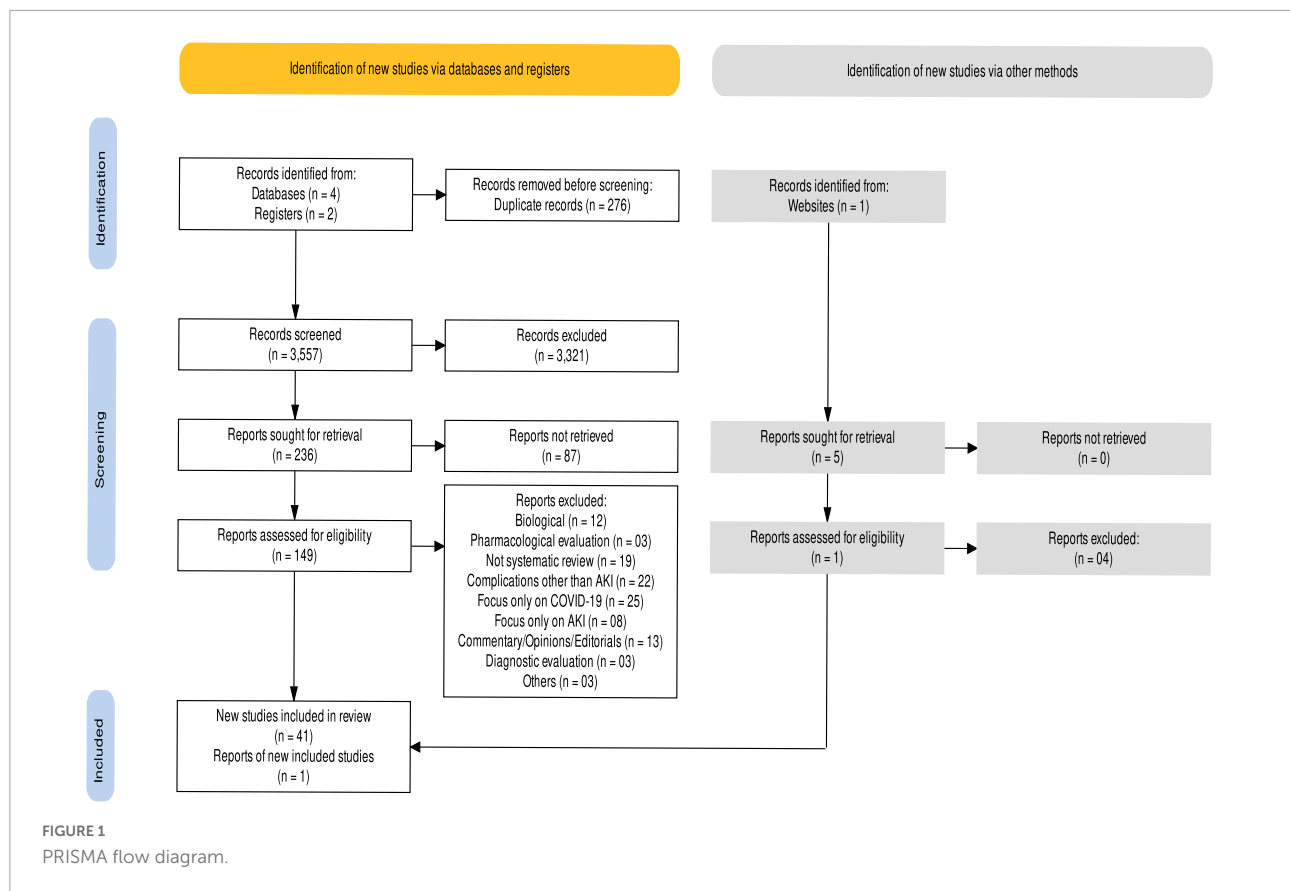 Identification of new studies via databases and registers
Identification of new studies via other methods
Identification
Records identified from:
Databases (n = 4)
Registers (n = 2)
Records removed before screening:
Duplicate records (n = 276)
Records identified from:
Websites (n = 1)
Screening
Records screened
(n = 3,557)
Records excluded
(n = 3,321)
Reports sought for retrieval
(n = 236)
Reports not retrieved
(n = 87)
Reports sought for retrieval
(n = 5)
Reports not retrieved
(n = 0)
Reports assessed for eligibility
(n = 149)
Reports excluded:
Biological (n = 12)
Pharmacological evaluation (n = 03)
Not systematic review (n = 19)
Complications other than AKI (n = 22)
Focus only on COVID-19 (n = 25)
Focus only on AKI (n = 08)
Commentary/Opinions/Editorials (n = 13)
Diagnostic evaluation (n = 03)
Others (n = 03)
Reports assessed for eligibility
(n = 1)
Reports excluded:
(n = 04)
Included
New studies included in review
(n = 41)
Reports of new included studies
(n = 1)
FIGURE 1
PRISMA flow diagram.